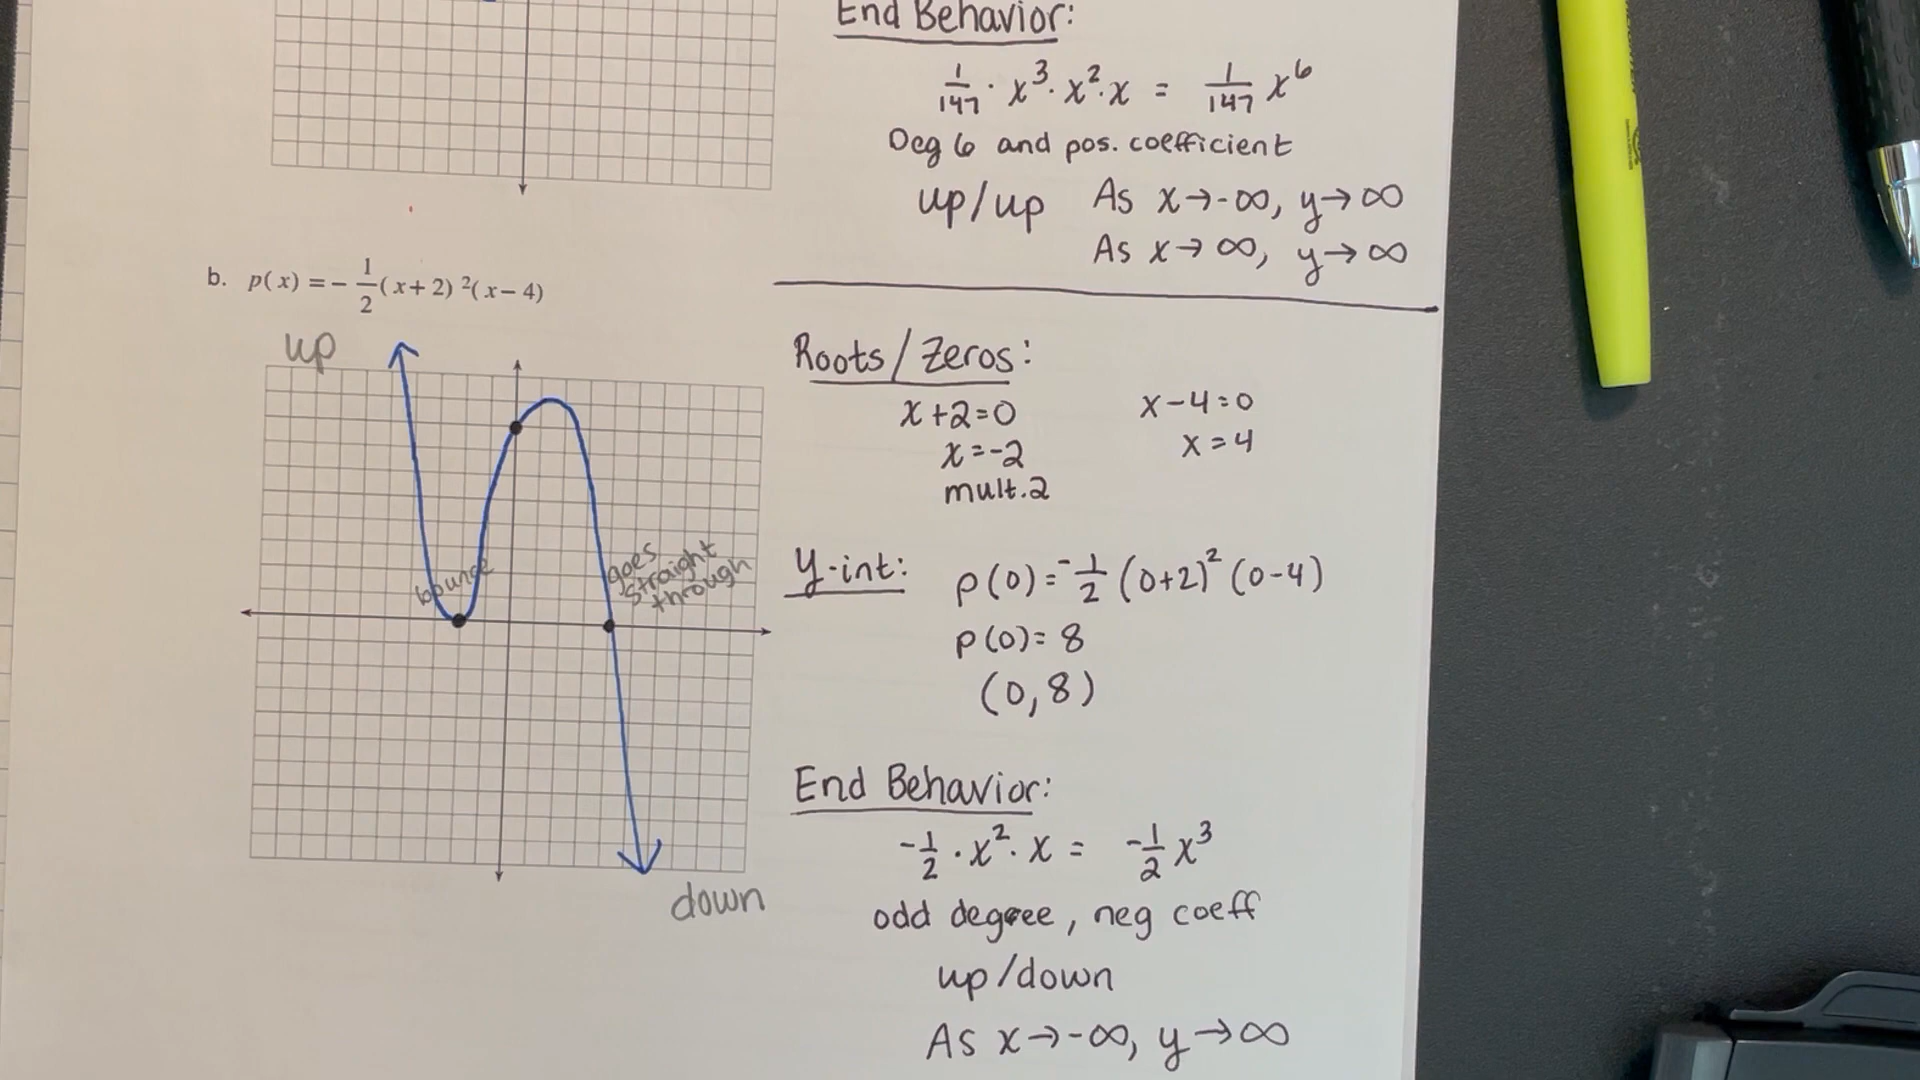 End Behavior:
1/147 · x³ · x² · x = 1/147 x⁶
Deg 6 and pos. coefficient
up/up As x→-∞, y→∞
As x→∞, y→∞
b. p(x) = - 1/2 (x+2)²(x-4)
up
bounce
goes
straight
through
down
Roots/Zeros:
x+2=0 x-4=0
x=-2 x=4
mult.2
Y-int: p(0)=-1/2 (0+2)² (0-4)
p(0)=8
(0,8)
End Behavior:
-1/2 · x² · x = -1/2 x³
odd degree, neg coeff
up/down
As x→-∞, y→∞